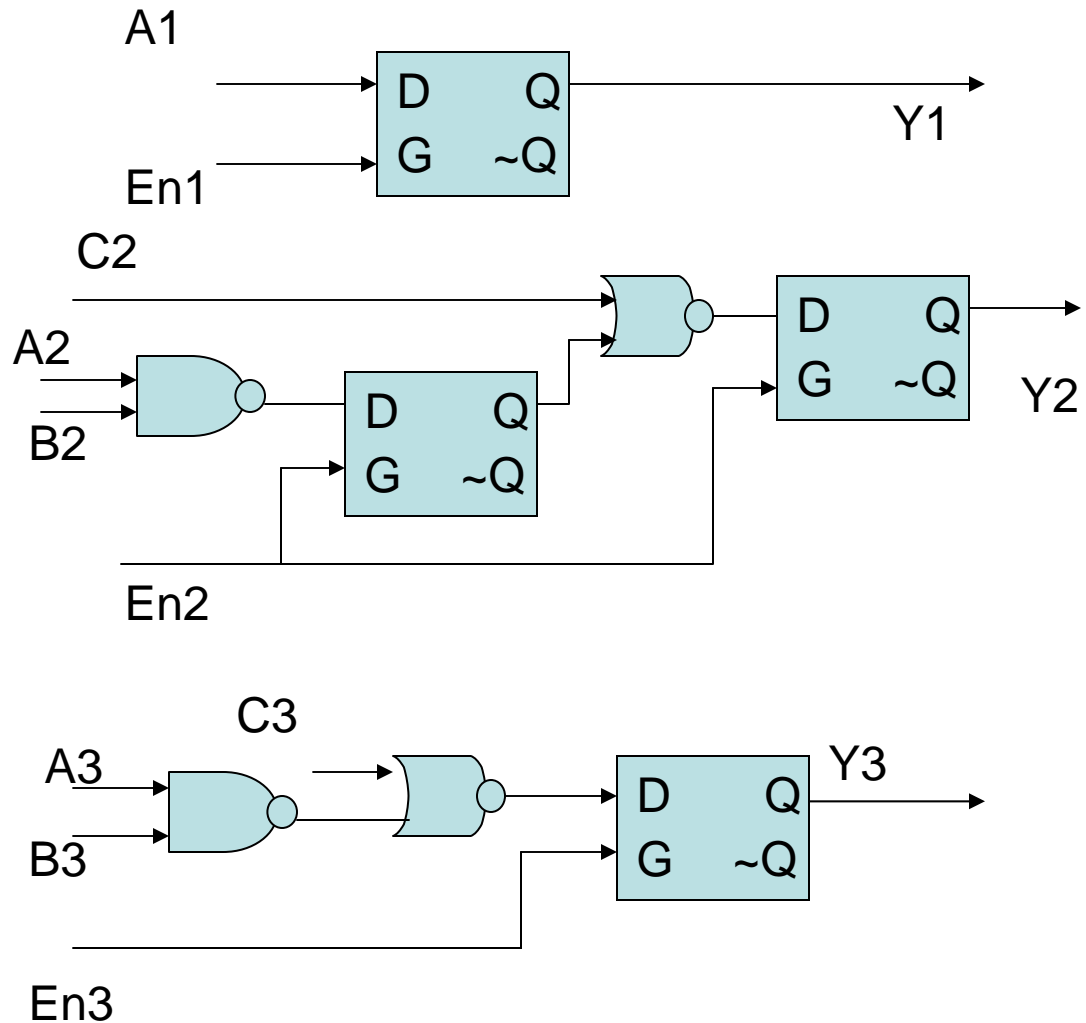 A1
D Q
G ~Q
Y1
En1
C2
A2
B2
D Q
G ~Q
D Q
G ~Q
Y2
En2
C3
A3
B3
D Q
G ~Q
Y3
En3